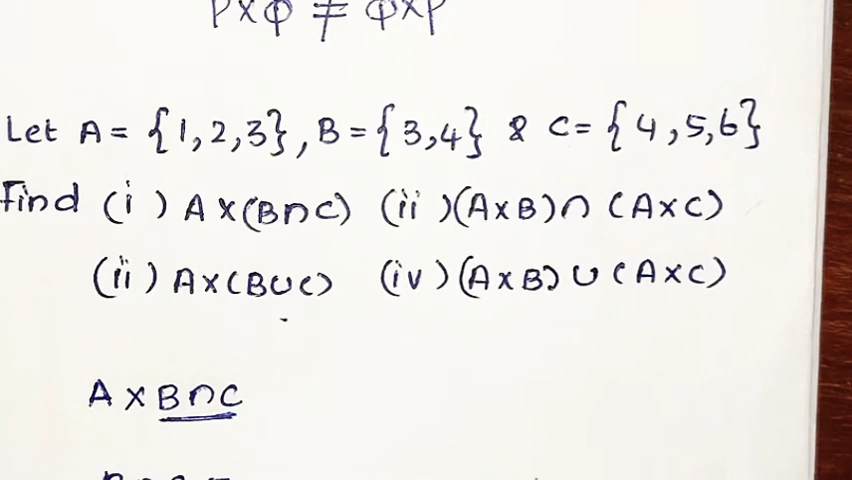 P×Φ ≠ Φ×P
Let A = {1,2,3}, B = {3,4} & C = {4,5,6}
Find (i) A×(B∩C) (ii)(A×B)∩(A×C)
(ii) A×(B∪C) (iv)(A×B)∪(A×C)
A × B∩C